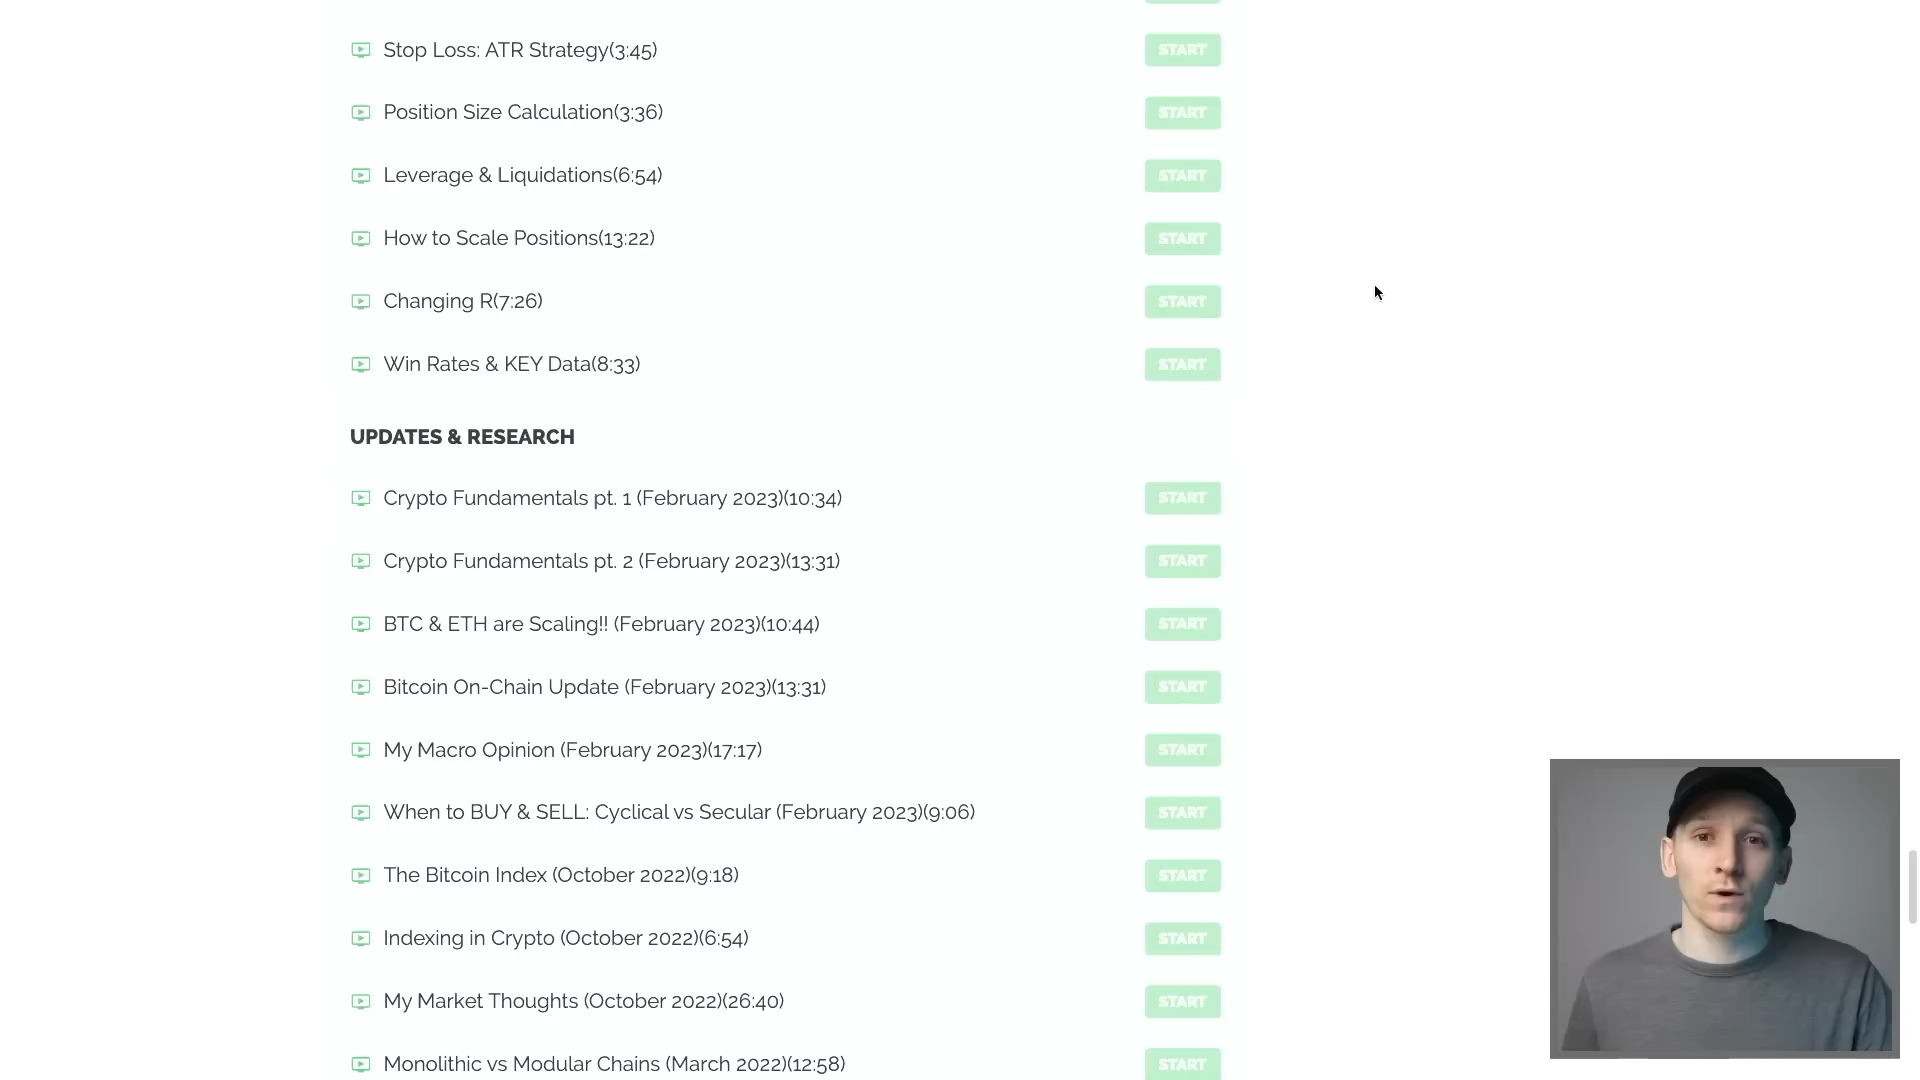 Stop Loss: ATR Strategy(3:45) START
Position Size Calculation(3:36) START
Leverage & Liquidations(6:54) START
How to Scale Positions(13:22) START
Changing R(7:26) START
Win Rates & KEY Data(8:33) START
UPDATES & RESEARCH
Crypto Fundamentals pt. 1 (February 2023)(10:34) START
Crypto Fundamentals pt. 2 (February 2023)(13:31) START
BTC & ETH are Scaling!! (February 2023)(10:44) START
Bitcoin On-Chain Update (February 2023)(13:31) START
My Macro Opinion (February 2023)(17:17) START
When to BUY & SELL: Cyclical vs Secular (February 2023)(9:06) START
The Bitcoin Index (October 2022)(9:18) START
Indexing in Crypto (October 2022)(6:54) START
My Market Thoughts (October 2022)(26:40) START
Monolithic vs Modular Chains (March 2022)(12:58) START